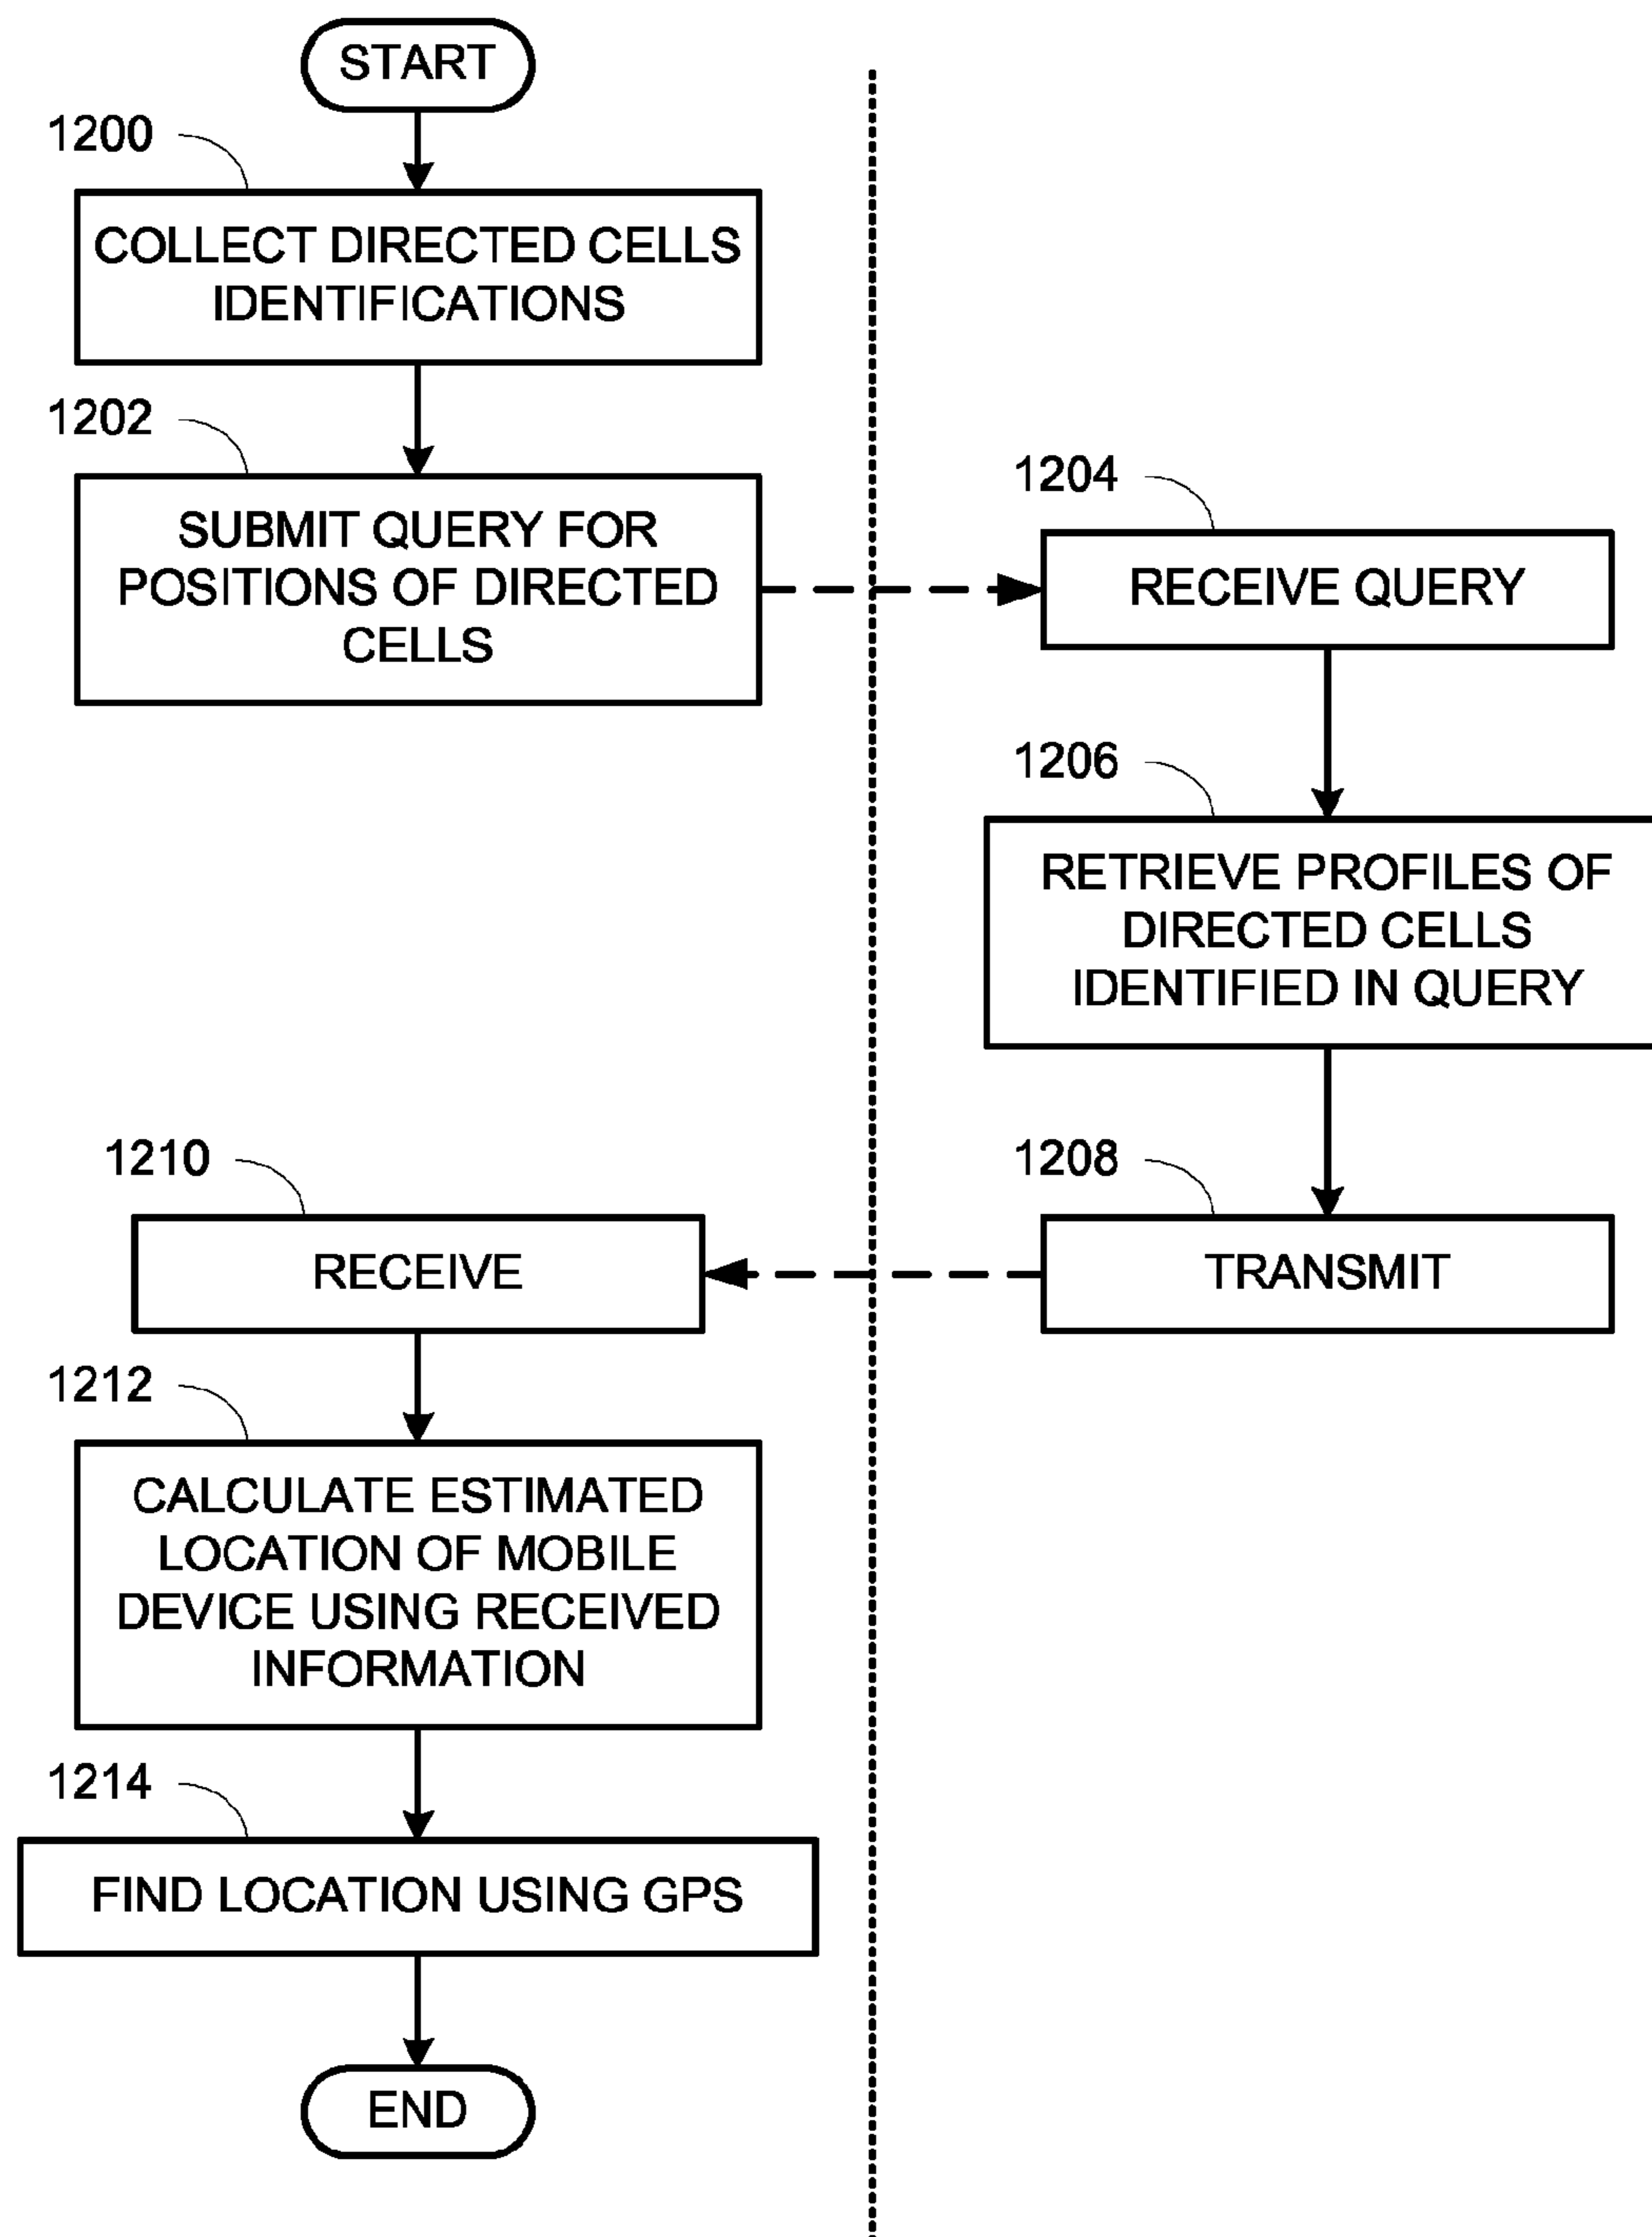 START
1200
COLLECT DIRECTED CELLS
IDENTIFICATIONS
1202
SUBMIT QUERY FOR
POSITIONS OF DIRECTED
CELLS
1204
RECEIVE QUERY
1206
RETRIEVE PROFILES OF
DIRECTED CELLS
IDENTIFIED IN QUERY
1208
TRANSMIT
1210
RECEIVE
1212
CALCULATE ESTIMATED
LOCATION OF MOBILE
DEVICE USING RECEIVED
INFORMATION
1214
FIND LOCATION USING GPS
END